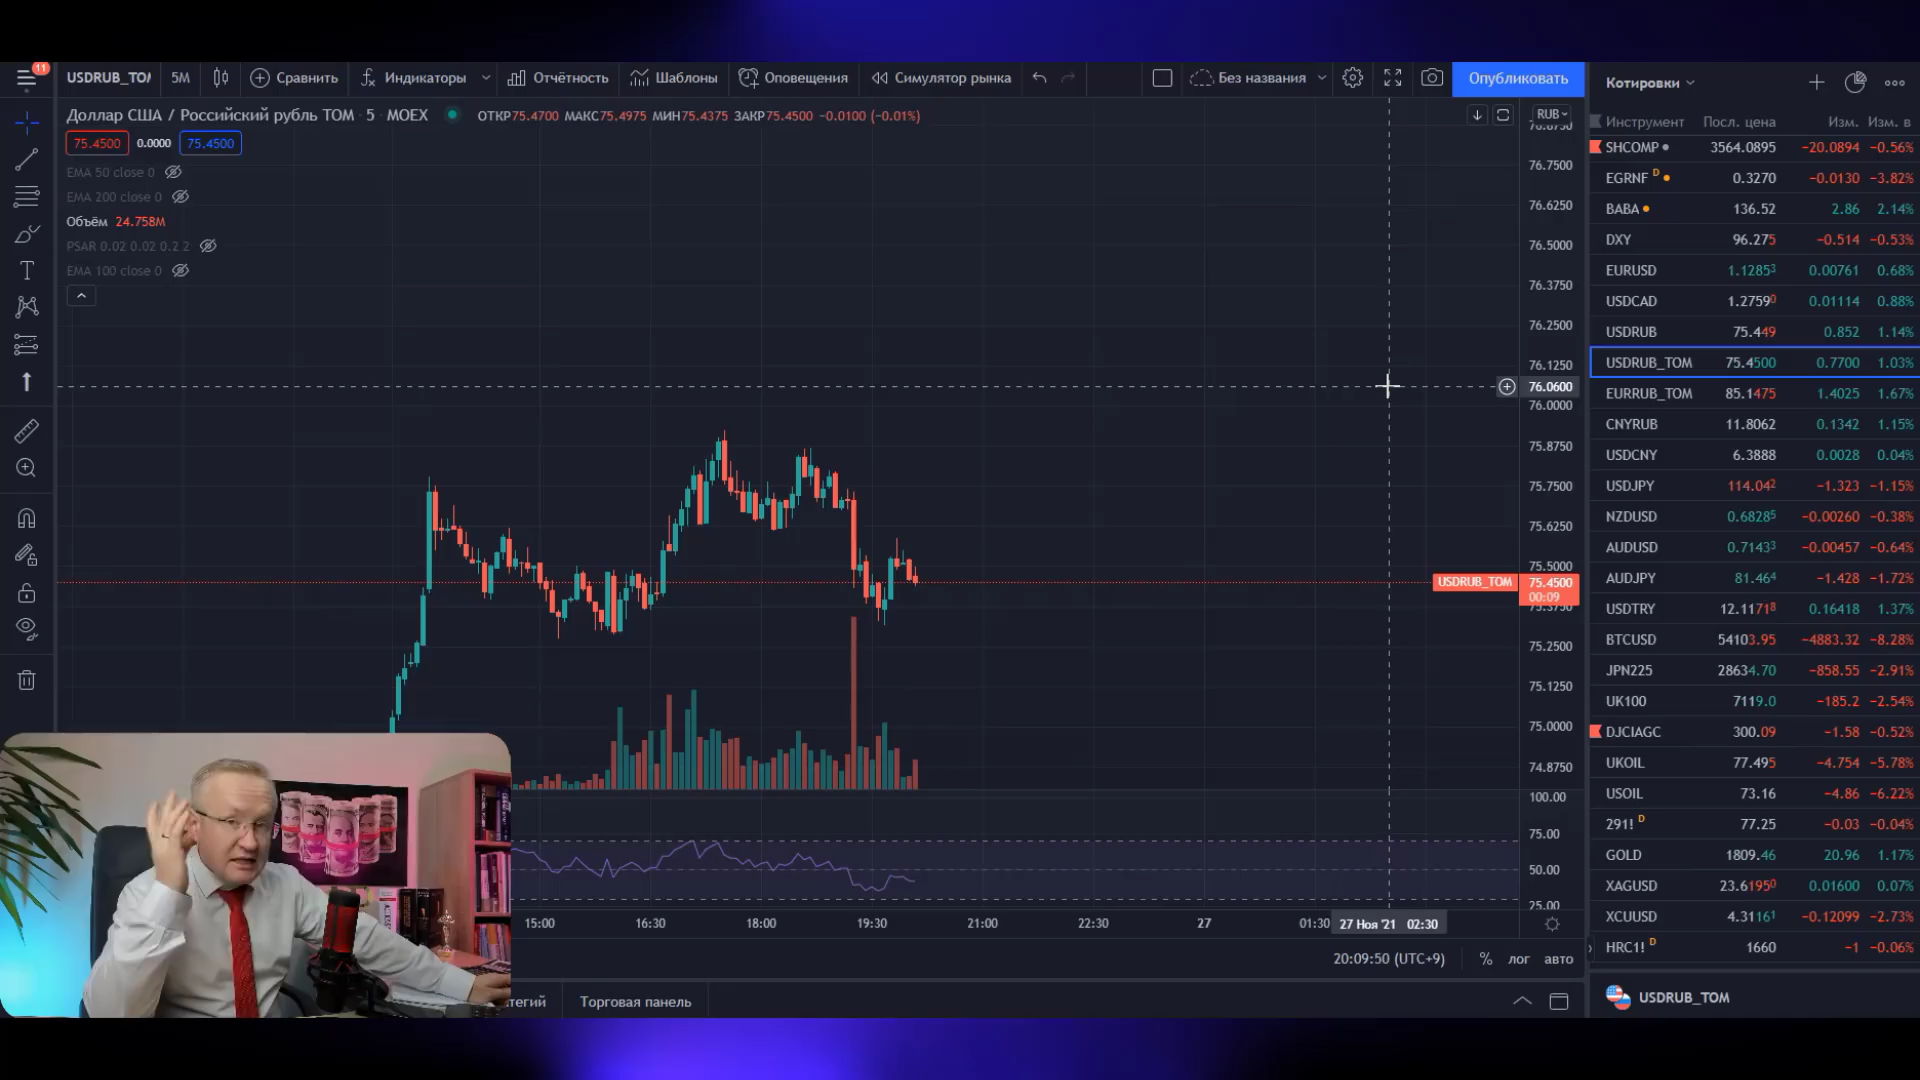 11
USDRUB_TOM
5М
Сравнить
Индикаторы
Отчётность
Шаблоны
Оповещения
Симулятор рынка
Без названия
Опубликовать
Доллар США / Российский рубль ТОМ · 5 · MOEX
ОТКР75.4700 МАКС75.4975 МИН75.4375 ЗАКР75.4500 −0.0100 (−0.01%)
75.4500 0.0000 75.4500
EMA 50 close 0
EMA 200 close 0
Объём 24.758M
PSAR 0.02 0.02 0.2 2
EMA 100 close 0
RUB
76.8750
76.7500
76.6250
76.5000
76.3750
76.2500
76.1250
76.0600
76.0000
75.8750
75.7500
75.6250
75.5000
USDRUB_TOM 75.4500
00:09
75.3750
75.2500
75.1250
75.0000
74.8750
100.00
75.00
50.00
25.00
15:00 16:30 18:00 19:30 21:00 22:30 27 01:30 27 Ноя '21 02:30
20:09:50 (UTC+9) % лог авто
Торговая панель
Котировки
Инструмент Посл. цена Изм. Изм. в
SHCOMP 3564.0895 −20.0894 −0.56%
EGRNF D 0.3270 −0.0130 −3.82%
BABA 136.52 2.86 2.14%
DXY 96.275 −0.514 −0.53%
EURUSD 1.12853 0.00761 0.68%
USDCAD 1.27590 0.01114 0.88%
USDRUB 75.449 0.852 1.14%
USDRUB_TOM 75.4500 0.7700 1.03%
EURRUB_TOM 85.1475 1.4025 1.67%
CNYRUB 11.8062 0.1342 1.15%
USDCNY 6.3888 0.0028 0.04%
USDJPY 114.042 −1.323 −1.15%
NZDUSD 0.68285 −0.00260 −0.38%
AUDUSD 0.71433 −0.00457 −0.64%
AUDJPY 81.464 −1.428 −1.72%
USDTRY 12.11718 0.16418 1.37%
BTCUSD 54103.95 −4883.32 −8.28%
JPN225 28634.70 −858.55 −2.91%
UK100 7119.0 −185.2 −2.54%
DJCIAGC 300.09 −1.58 −0.52%
UKOIL 77.495 −4.754 −5.78%
USOIL 73.16 −4.86 −6.22%
291! D 77.25 −0.03 −0.04%
GOLD 1809.46 20.96 1.17%
XAGUSD 23.61950 0.01600 0.07%
XCUUSD 4.31161 −0.12099 −2.73%
HRC1! D 1660 −1 −0.06%
USDRUB_TOM